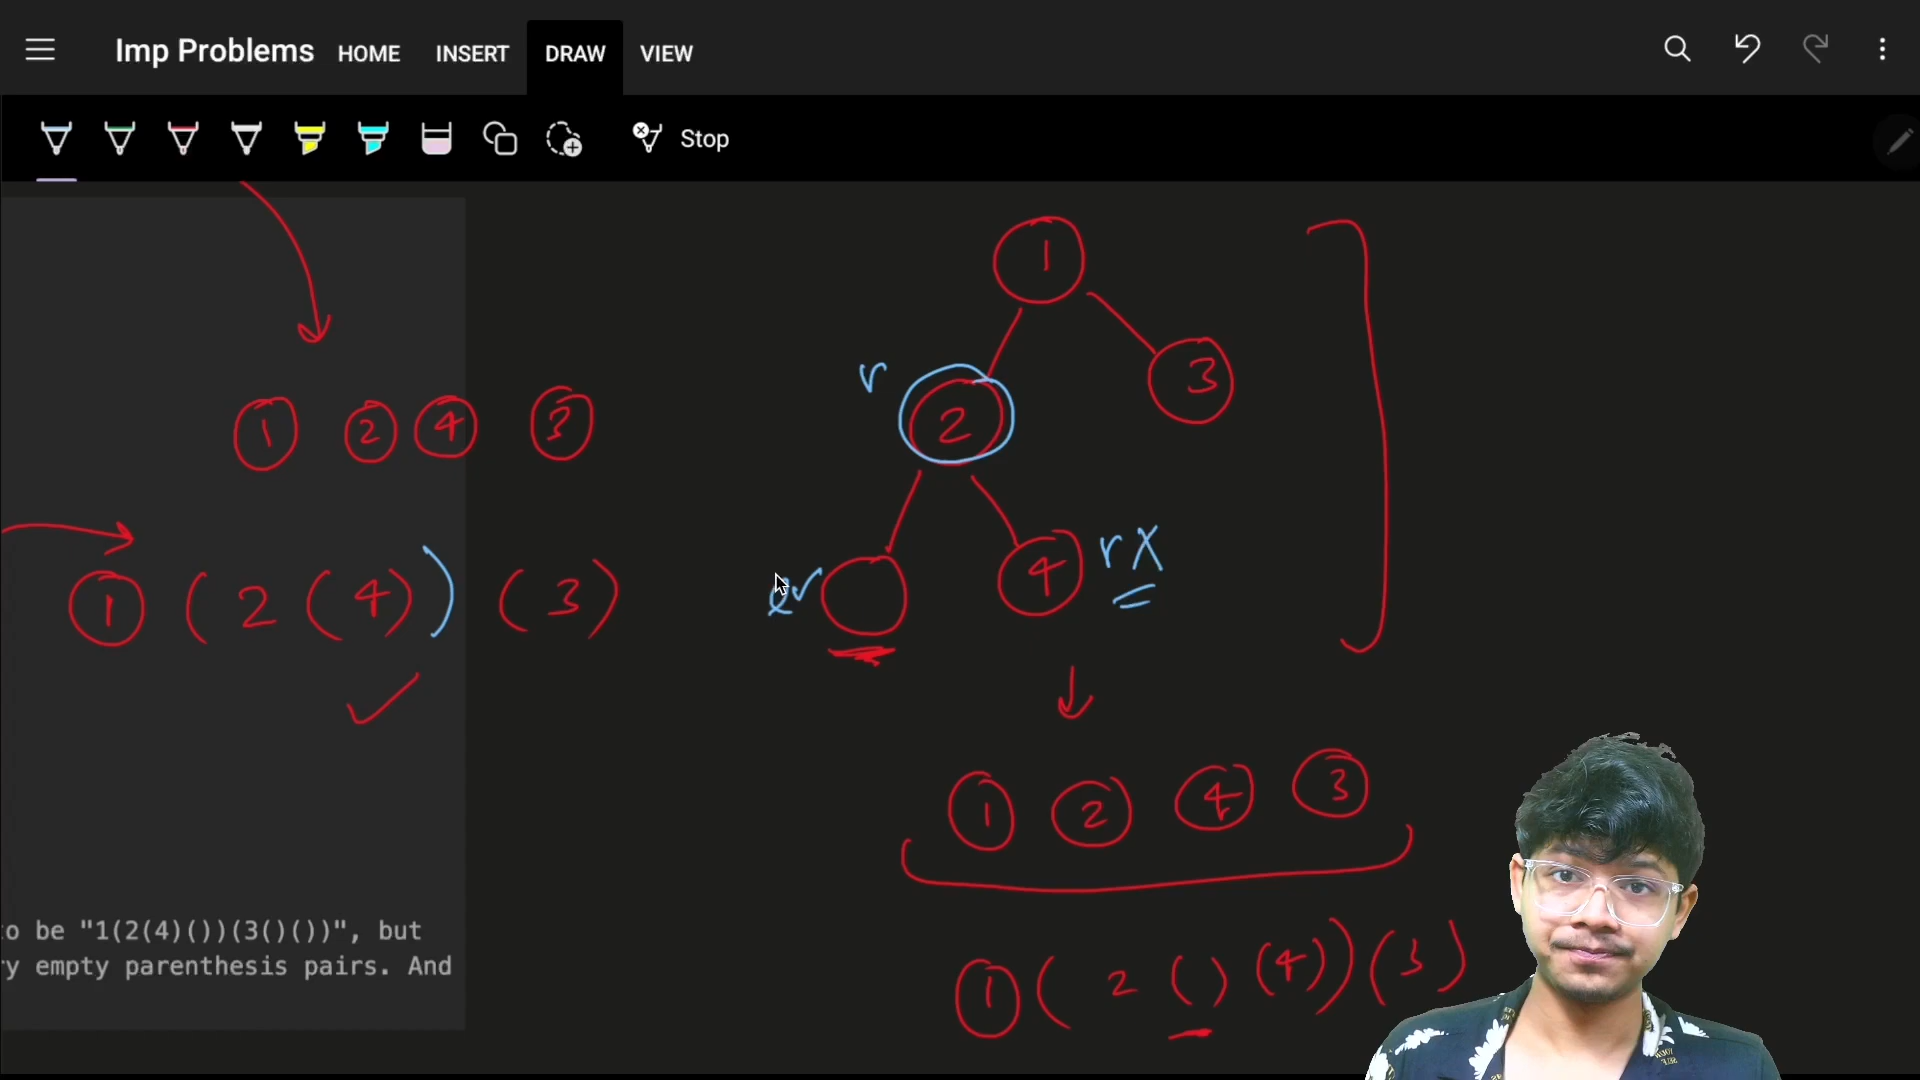 Imp Problems HOME INSERT DRAW VIEW
Stop
1
3
r
2
1 2 4 3
r X
4
1 ( 2 ( 4 ) ) ( 3 )
1 2 4 3
o be "1(2(4)())(3()())", but
y empty parenthesis pairs. And
1 ( 2 ( ) ( 4 ) ) ( 3 )